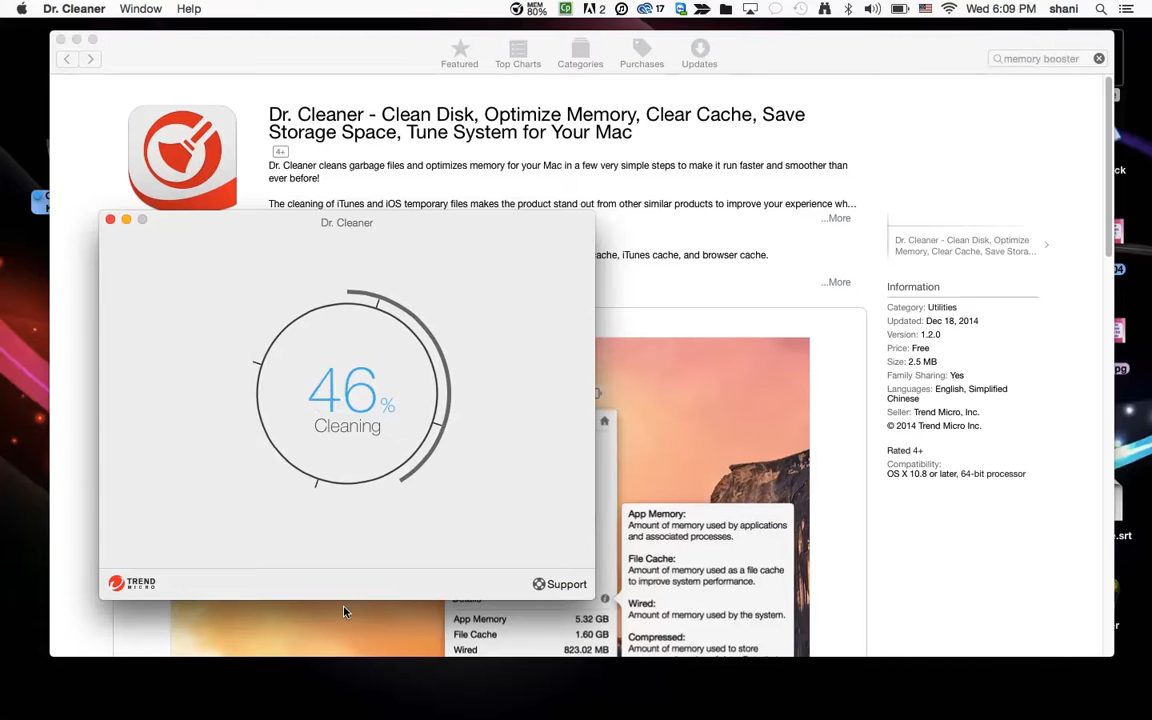 Dr. Cleaner Window Help
MEM 80% Cp 2 17 Wed 6:09 PM shani
Featured Top Charts Categories Purchases Updates
memory booster
Dr. Cleaner - Clean Disk, Optimize Memory, Clear Cache, Save
Storage Space, Tune System for Your Mac
4+
Dr. Cleaner cleans garbage files and optimizes memory for your Mac in a few very simple steps to make it run faster and smoother than
ever before!
The cleaning of iTunes and iOS temporary files makes the product stand out from other similar products to improve your experience wh...
...More
iTunes cache, and browser cache.
...More
Dr. Cleaner
46%
Cleaning
TREND
MICRO
Support
App Memory 5.32 GB
File Cache 1.60 GB
Wired 823.02 MB
App Memory:
Amount of memory used by applications
and associated processes.
File Cache:
Amount of memory used as a file cache
to improve system performance.
Wired:
Amount of memory used by the system.
Compressed:
Amount of memory used to store
Dr. Cleaner - Clean Disk, Optimize
Memory, Clear Cache, Save Stora...
Information
Category: Utilities
Updated: Dec 18, 2014
Version: 1.2.0
Price: Free
Size: 2.5 MB
Family Sharing: Yes
Languages: English, Simplified
Chinese
Seller: Trend Micro, Inc.
© 2014 Trend Micro Inc.
Rated 4+
Compatibility:
OS X 10.8 or later, 64-bit processor